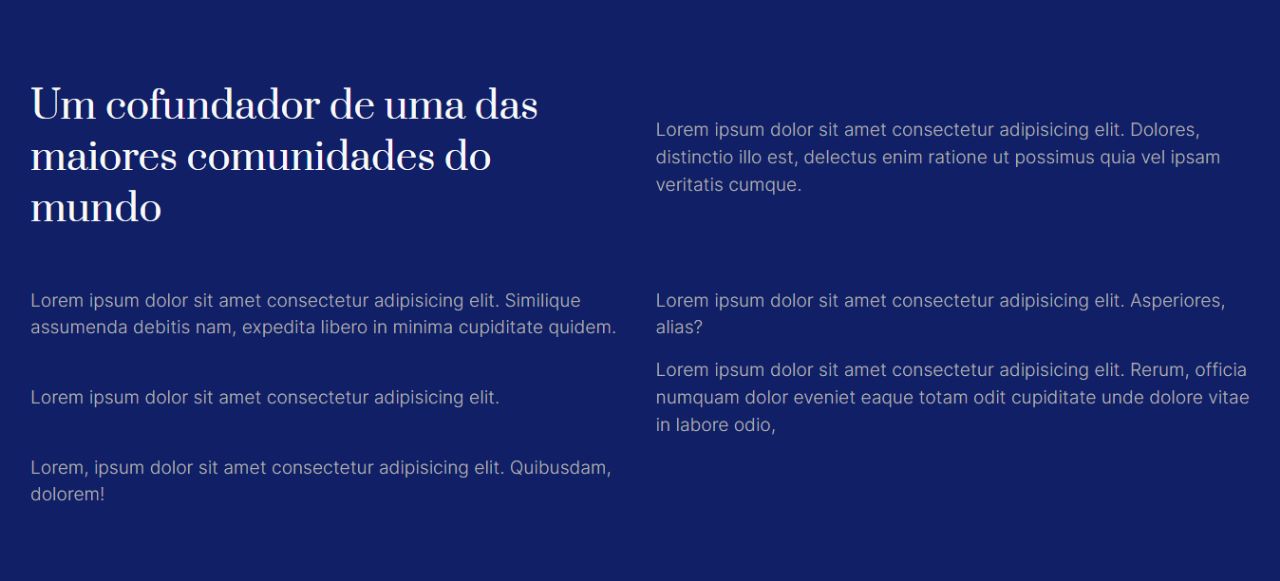 Um cofundador de uma das
maiores comunidades do
mundo
Lorem ipsum dolor sit amet consectetur adipisicing elit. Dolores,
distinctio illo est, delectus enim ratione ut possimus quia vel ipsam
veritatis cumque.
Lorem ipsum dolor sit amet consectetur adipisicing elit. Similique
assumenda debitis nam, expedita libero in minima cupiditate quidem.
Lorem ipsum dolor sit amet consectetur adipisicing elit. Asperiores,
alias?
Lorem ipsum dolor sit amet consectetur adipisicing elit.
Lorem ipsum dolor sit amet consectetur adipisicing elit. Rerum, officia
numquam dolor eveniet eaque totam odit cupiditate unde dolore vitae
in labore odio,
Lorem, ipsum dolor sit amet consectetur adipisicing elit. Quibusdam,
dolorem!